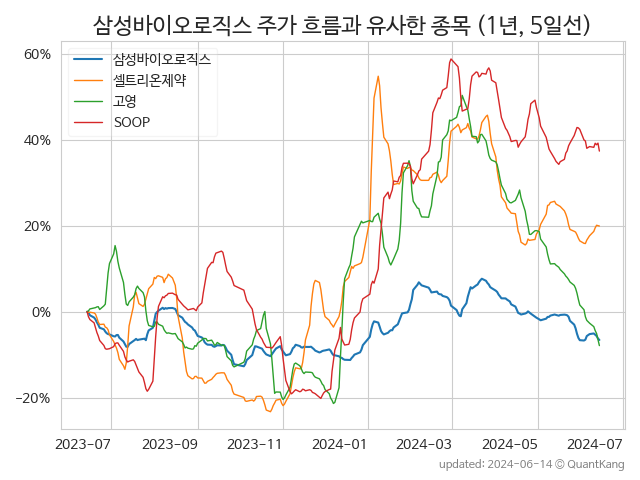 삼성바이오로직스 주가 흐름과 유사한 종목 (1년, 5일선)
삼성바이오로직스
셀트리온제약
고영
SOOP
60%
40%
20%
0%
−20%
2023-07 2023-09 2023-11 2024-01 2024-03 2024-05 2024-07
updated: 2024-06-14 © QuantKang